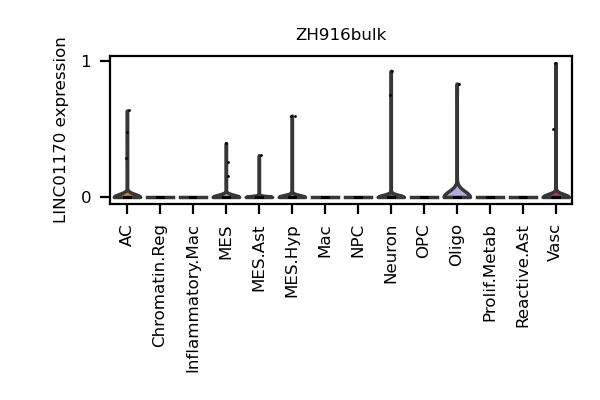 ZH916bulk
LINC01170 expression
1
0
AC
Chromatin.Reg
Inflammatory.Mac
MES
MES.Ast
MES.Hyp
Mac
NPC
Neuron
OPC
Oligo
Prolif.Metab
Reactive.Ast
Vasc